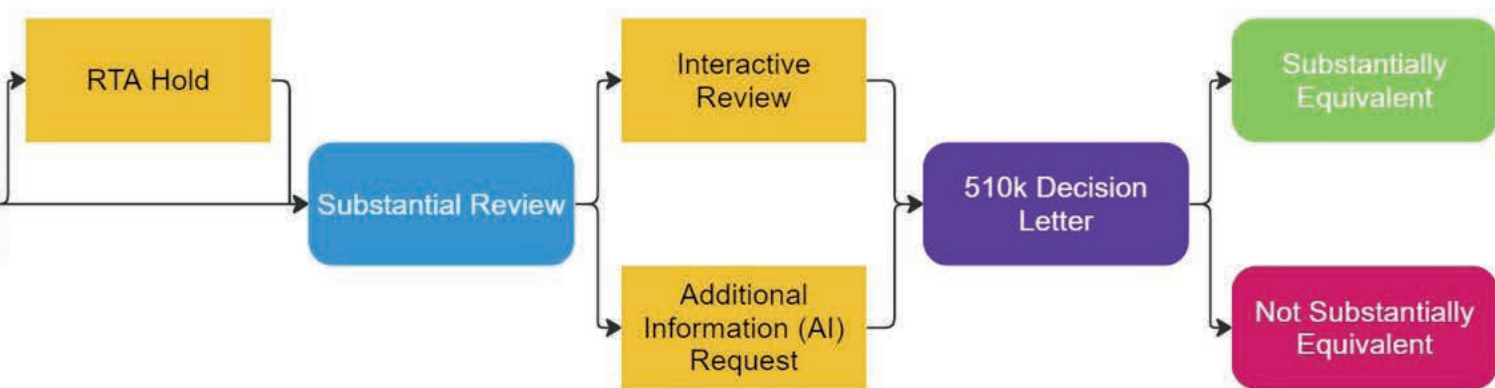 RTA Hold
Substantial Review
Interactive
Review
Additional
Information (AI)
Request
510k Decision
Letter
Substantially
Equivalent
Not Substantially
Equivalent